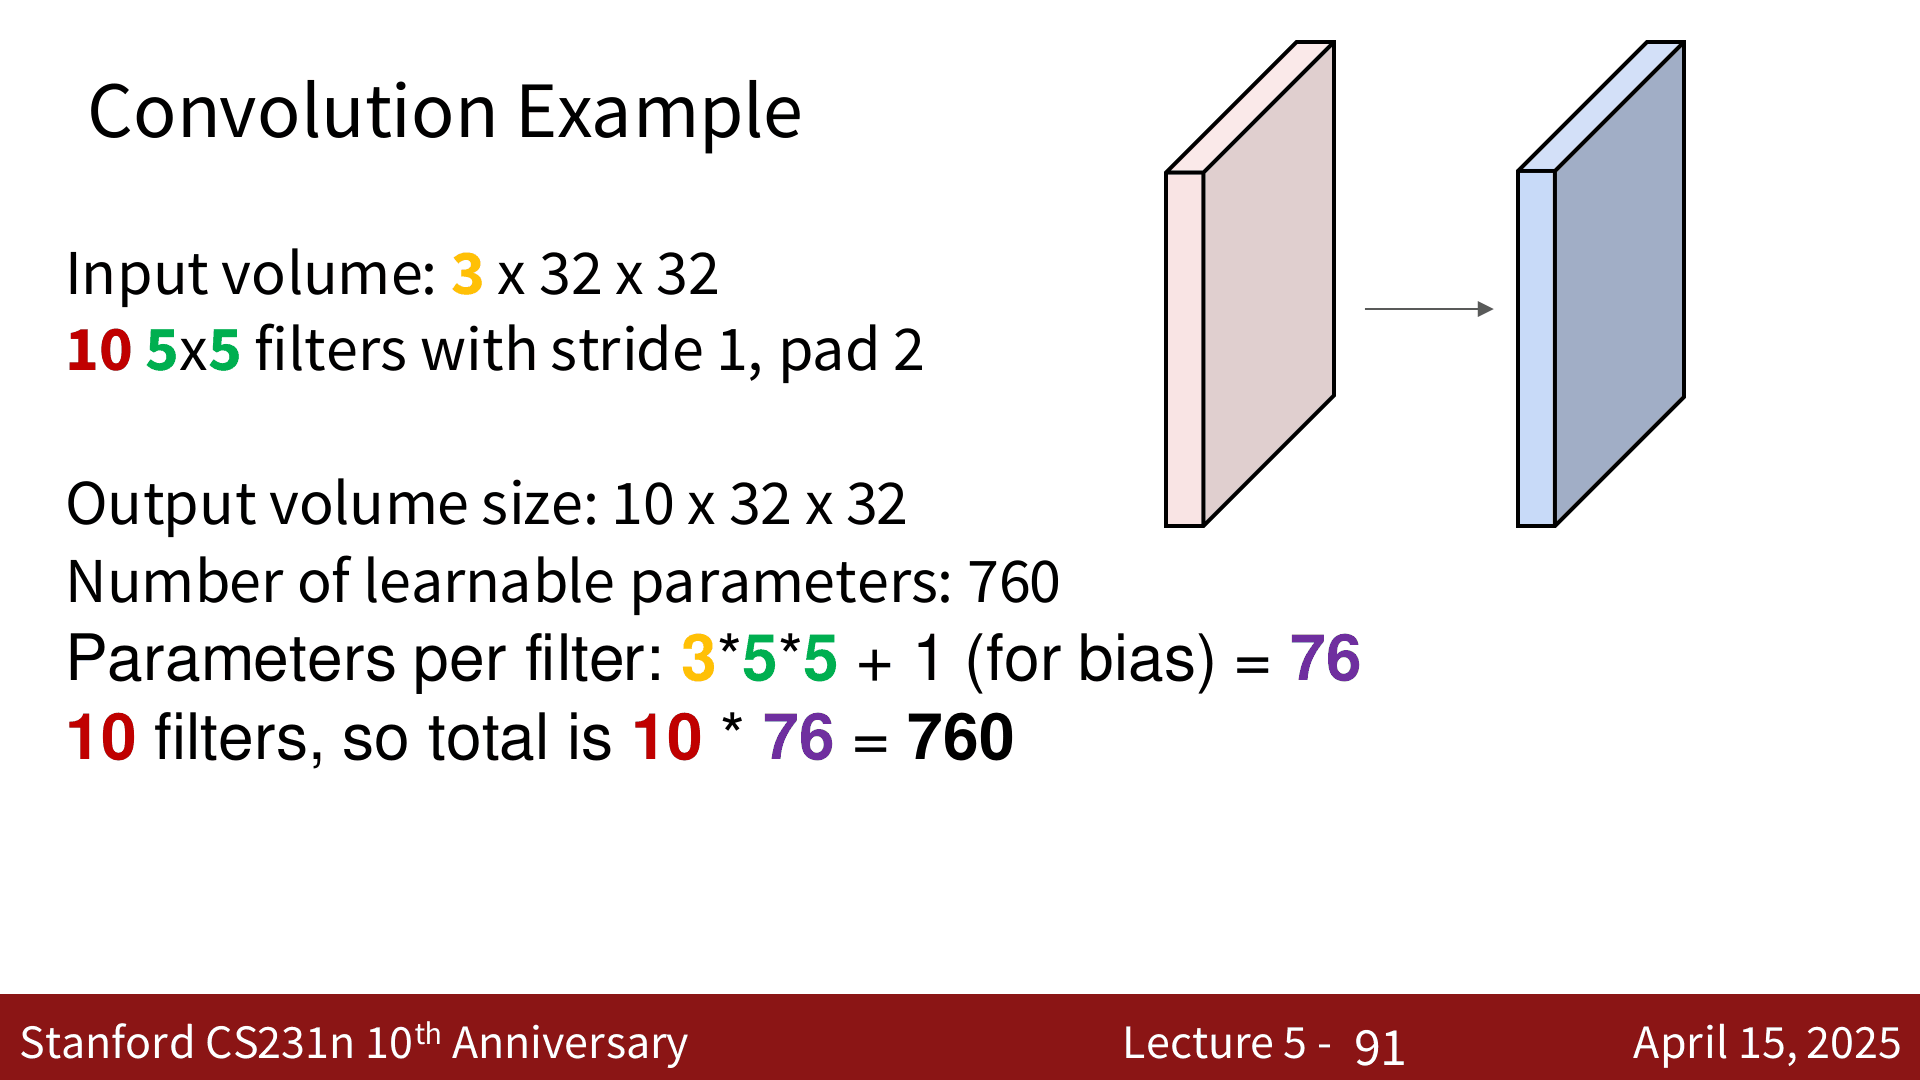 Convolution Example
Input volume: 3 x 32 x 32
10 5x5 filters with stride 1, pad 2
Output volume size: 10 x 32 x 32
Number of learnable parameters: 760
Parameters per filter: 3*5*5 + 1 (for bias) = 76
10 filters, so total is 10 * 76 = 760
Stanford CS231n 10th Anniversary
Lecture 5 - 91
April 15, 2025